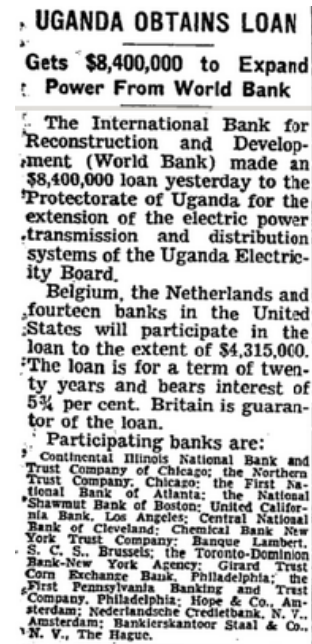 UGANDA OBTAINS LOAN
Gets $8,400,000 to Expand
Power From World Bank
The International Bank for
Reconstruction and Develop-
ment (World Bank) made an
$8,400,000 loan yesterday to the
Protectorate of Uganda for the
extension of the electric power
transmission and distribution
systems of the Uganda Electric-
ity Board.
Belgium, the Netherlands and
fourteen banks in the United
States will participate in the
loan to the extent of $4,315,000.
The loan is for a term of twen-
ty years and bears interest of
5¾ per cent. Britain is guaran-
tor of the loan.
Participating banks are:
Continental Illinois National Bank and
Trust Company of Chicago; the Northern
Trust Company, Chicago; the First Na-
tional Bank of Atlanta; the National
Shawmut Bank of Boston; United Califor-
nia Bank, Los Angeles; Central National
Bank of Cleveland; Chemical Bank New
York Trust Company; Banque Lambert,
S. C. S., Brussels; the Toronto-Dominion
Bank-New York Agency; Girard Trust
Corn Exchange Bank, Philadelphia; the
First Pennsylvania Banking and Trust
Company, Philadelphia; Hope & Co., Am-
sterdam; Nederlandsche Credietbank, N. V.,
Amsterdam; Bankierskantoor Staal & Co.,
N. V., The Hague.